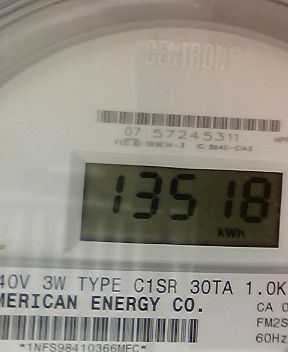 CENTRON®
07 57245311
13518
kWh
40V 3W TYPE C1SR 30TA 1.0K
MERICAN ENERGY CO.
CA 0
FM2S
60Hz
*1NFS98410366MFC*